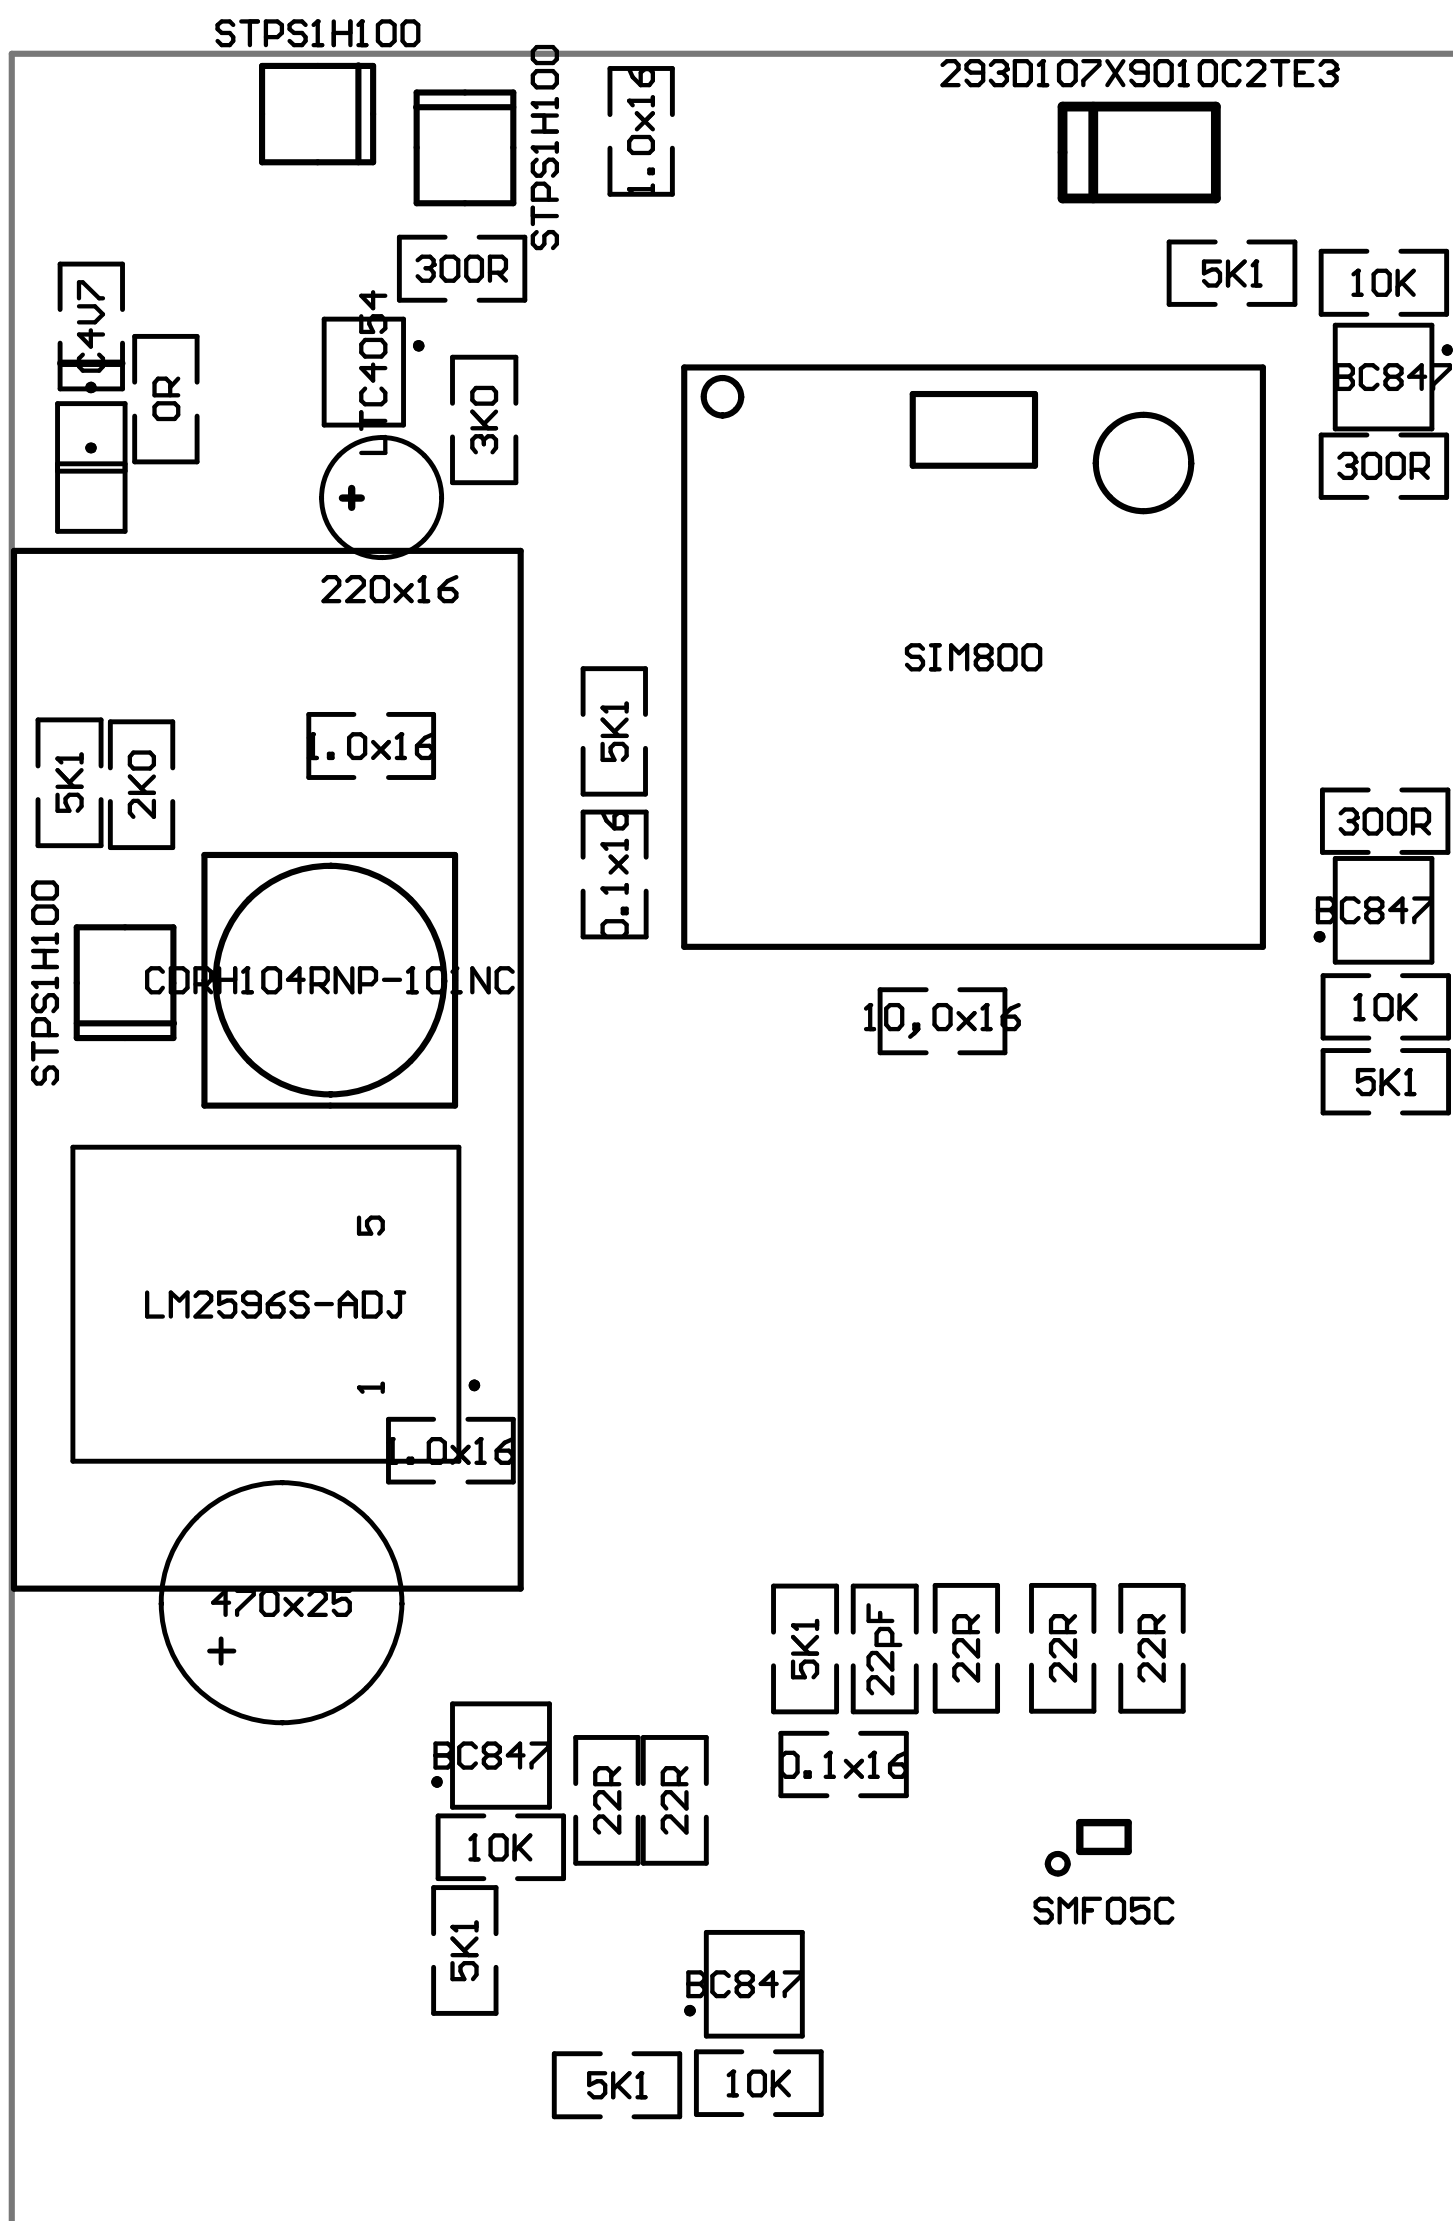 STPS1H100
STPS1H100
1.0x16
293D107X9010C2TE3
300R
5K1
10K
C4V7
LTC4054
0R
3K0
BC847
300R
+
220x16
SIM800
5K1
2K0
1.0x16
5K1
300R
0.1x16
BC847
STPS1H100
CDRH104RNP-101NC
10,0x16
10K
5K1
5
LM2596S-ADJ
1
1.0x16
470x25
+
5K1
22pF
22R
22R
22R
BC847
22R
22R
0.1x16
10K
SMF05C
5K1
BC847
5K1
10K